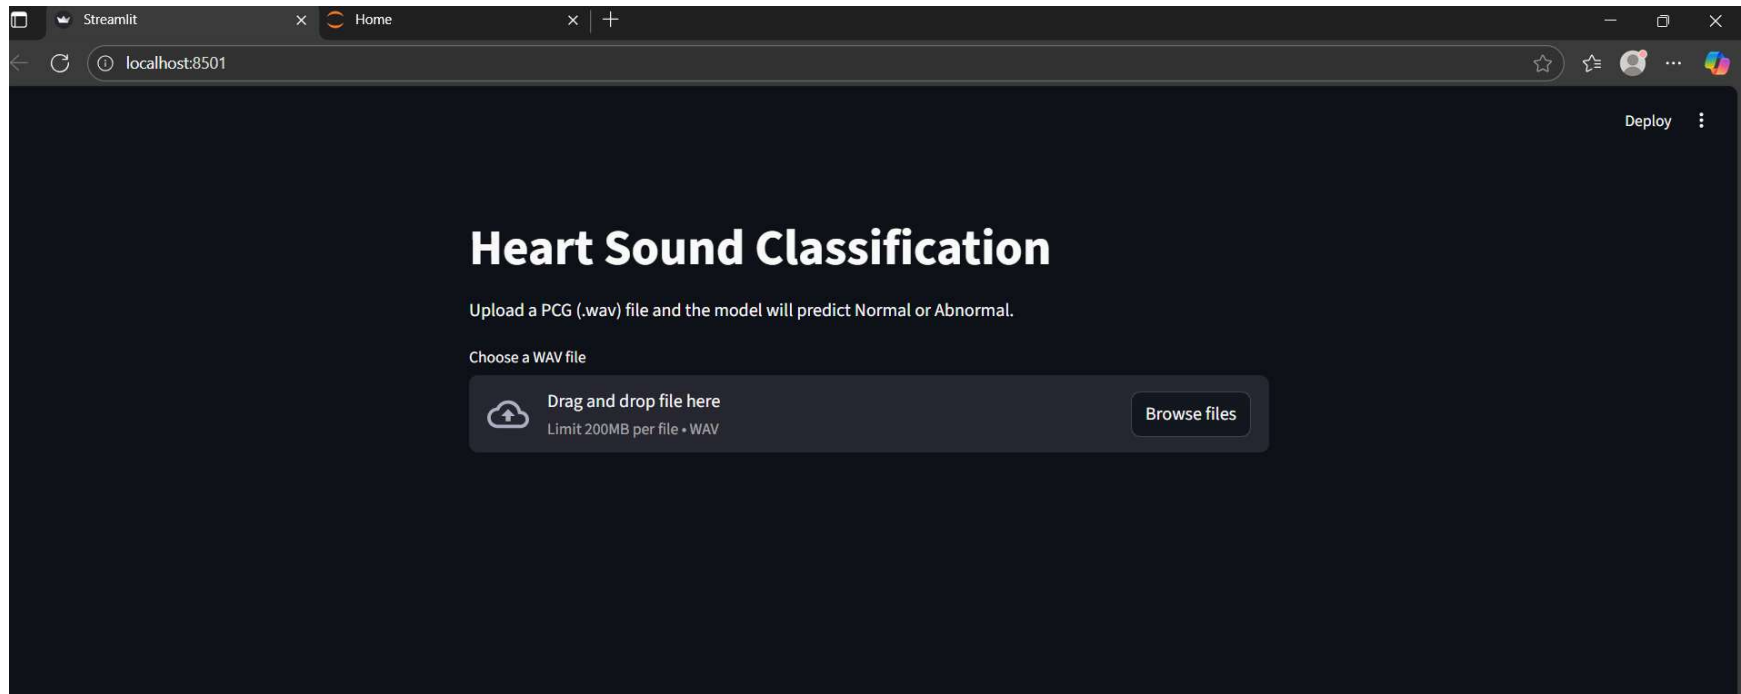 Streamlit
Home
localhost:8501
Deploy
Heart Sound Classification
Upload a PCG (.wav) file and the model will predict Normal or Abnormal.
Choose a WAV file
Drag and drop file here
Limit 200MB per file • WAV
Browse files